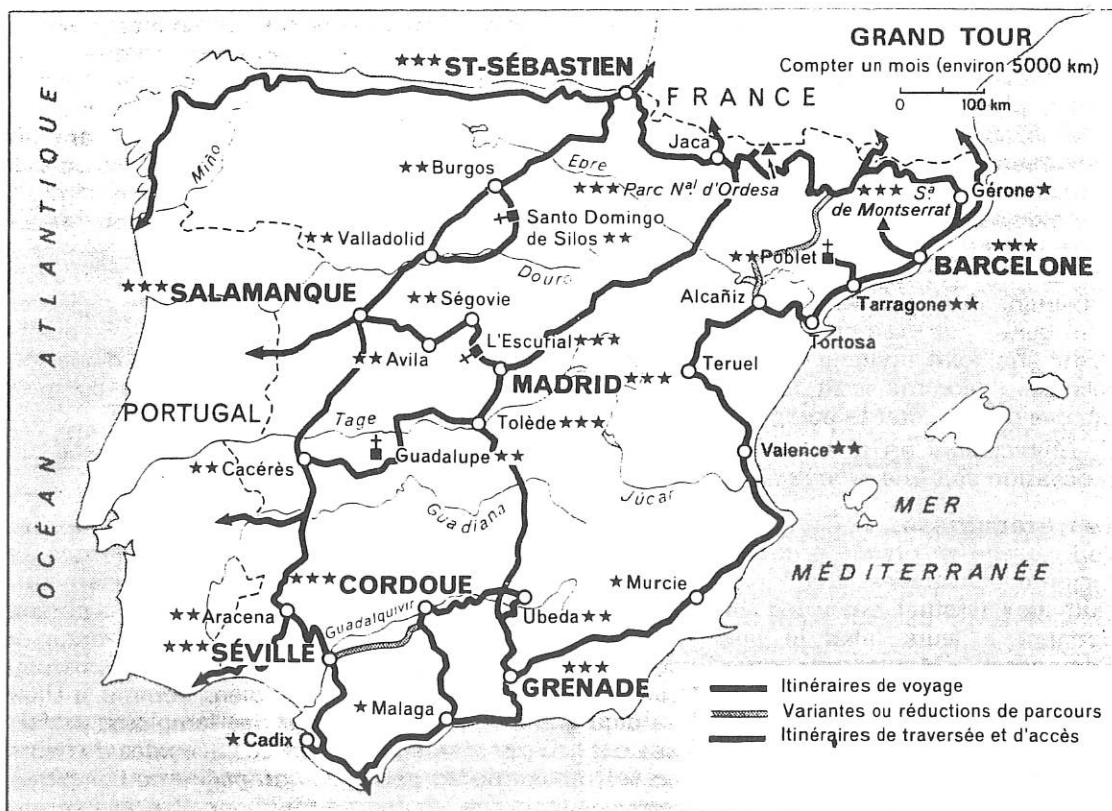 GRAND TOUR
Compter un mois (environ 5000 km)
0 100 km
★★★ ST-SÉBASTIEN
FRANCE
OCÉAN ATLANTIQUE
Miño
Jaca
★★ Burgos
Ebre
★★★ Parc Nal d'Ordesa
★★★ Sa
de Montserrat
Gérone ★
Santo Domingo
de Silos ★★
★★ Valladolid
Douro
★★ Poblet
★★★
BARCELONE
★★★ SALAMANQUE
★★ Ségovie
Alcañiz
Tarragone ★★
Tortosa
★★ Avila
L'Escurial ★★★
MADRID ★★★
Teruel
PORTUGAL
Tage
Tolède ★★★
★★ Cacérès
Guadalupe ★★
Valence ★★
Guadiana
Júcar
MER
MÉDITERRANÉE
★★★ CORDOUE
★ Murcie
★★ Aracena
Guadalquivir
Ubeda ★★
★★★ SÉVILLE
★★★
GRENADE
★ Malaga
★ Cadix
Itinéraires de voyage
Variantes ou réductions de parcours
Itinéraires de traversée et d'accès